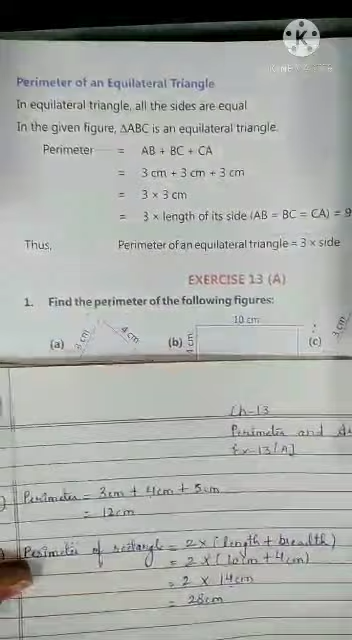 K
KINEMASTER
Perimeter of an Equilateral Triangle
In equilateral triangle, all the sides are equal
In the given figure, ΔABC is an equilateral triangle.
Perimeter = AB + BC + CA
= 3 cm + 3 cm + 3 cm
= 3 × 3 cm
= 3 × length of its side (AB = BC = CA) = 9
Thus, Perimeter of an equilateral triangle = 3 × side
EXERCISE 13 (A)
1. Find the perimeter of the following figures:
(a) 3 cm 4 cm (b) 10 cm (c) 3 cm
Ch-13
Perimeter and
Ex-13[A]
Perimeter = 3cm + 4cm + 5cm
= 12cm
Perimeter of rectangle = 2×(length + breadth)
= 2 × (10cm + 4cm)
= 2 × 14cm
= 28cm